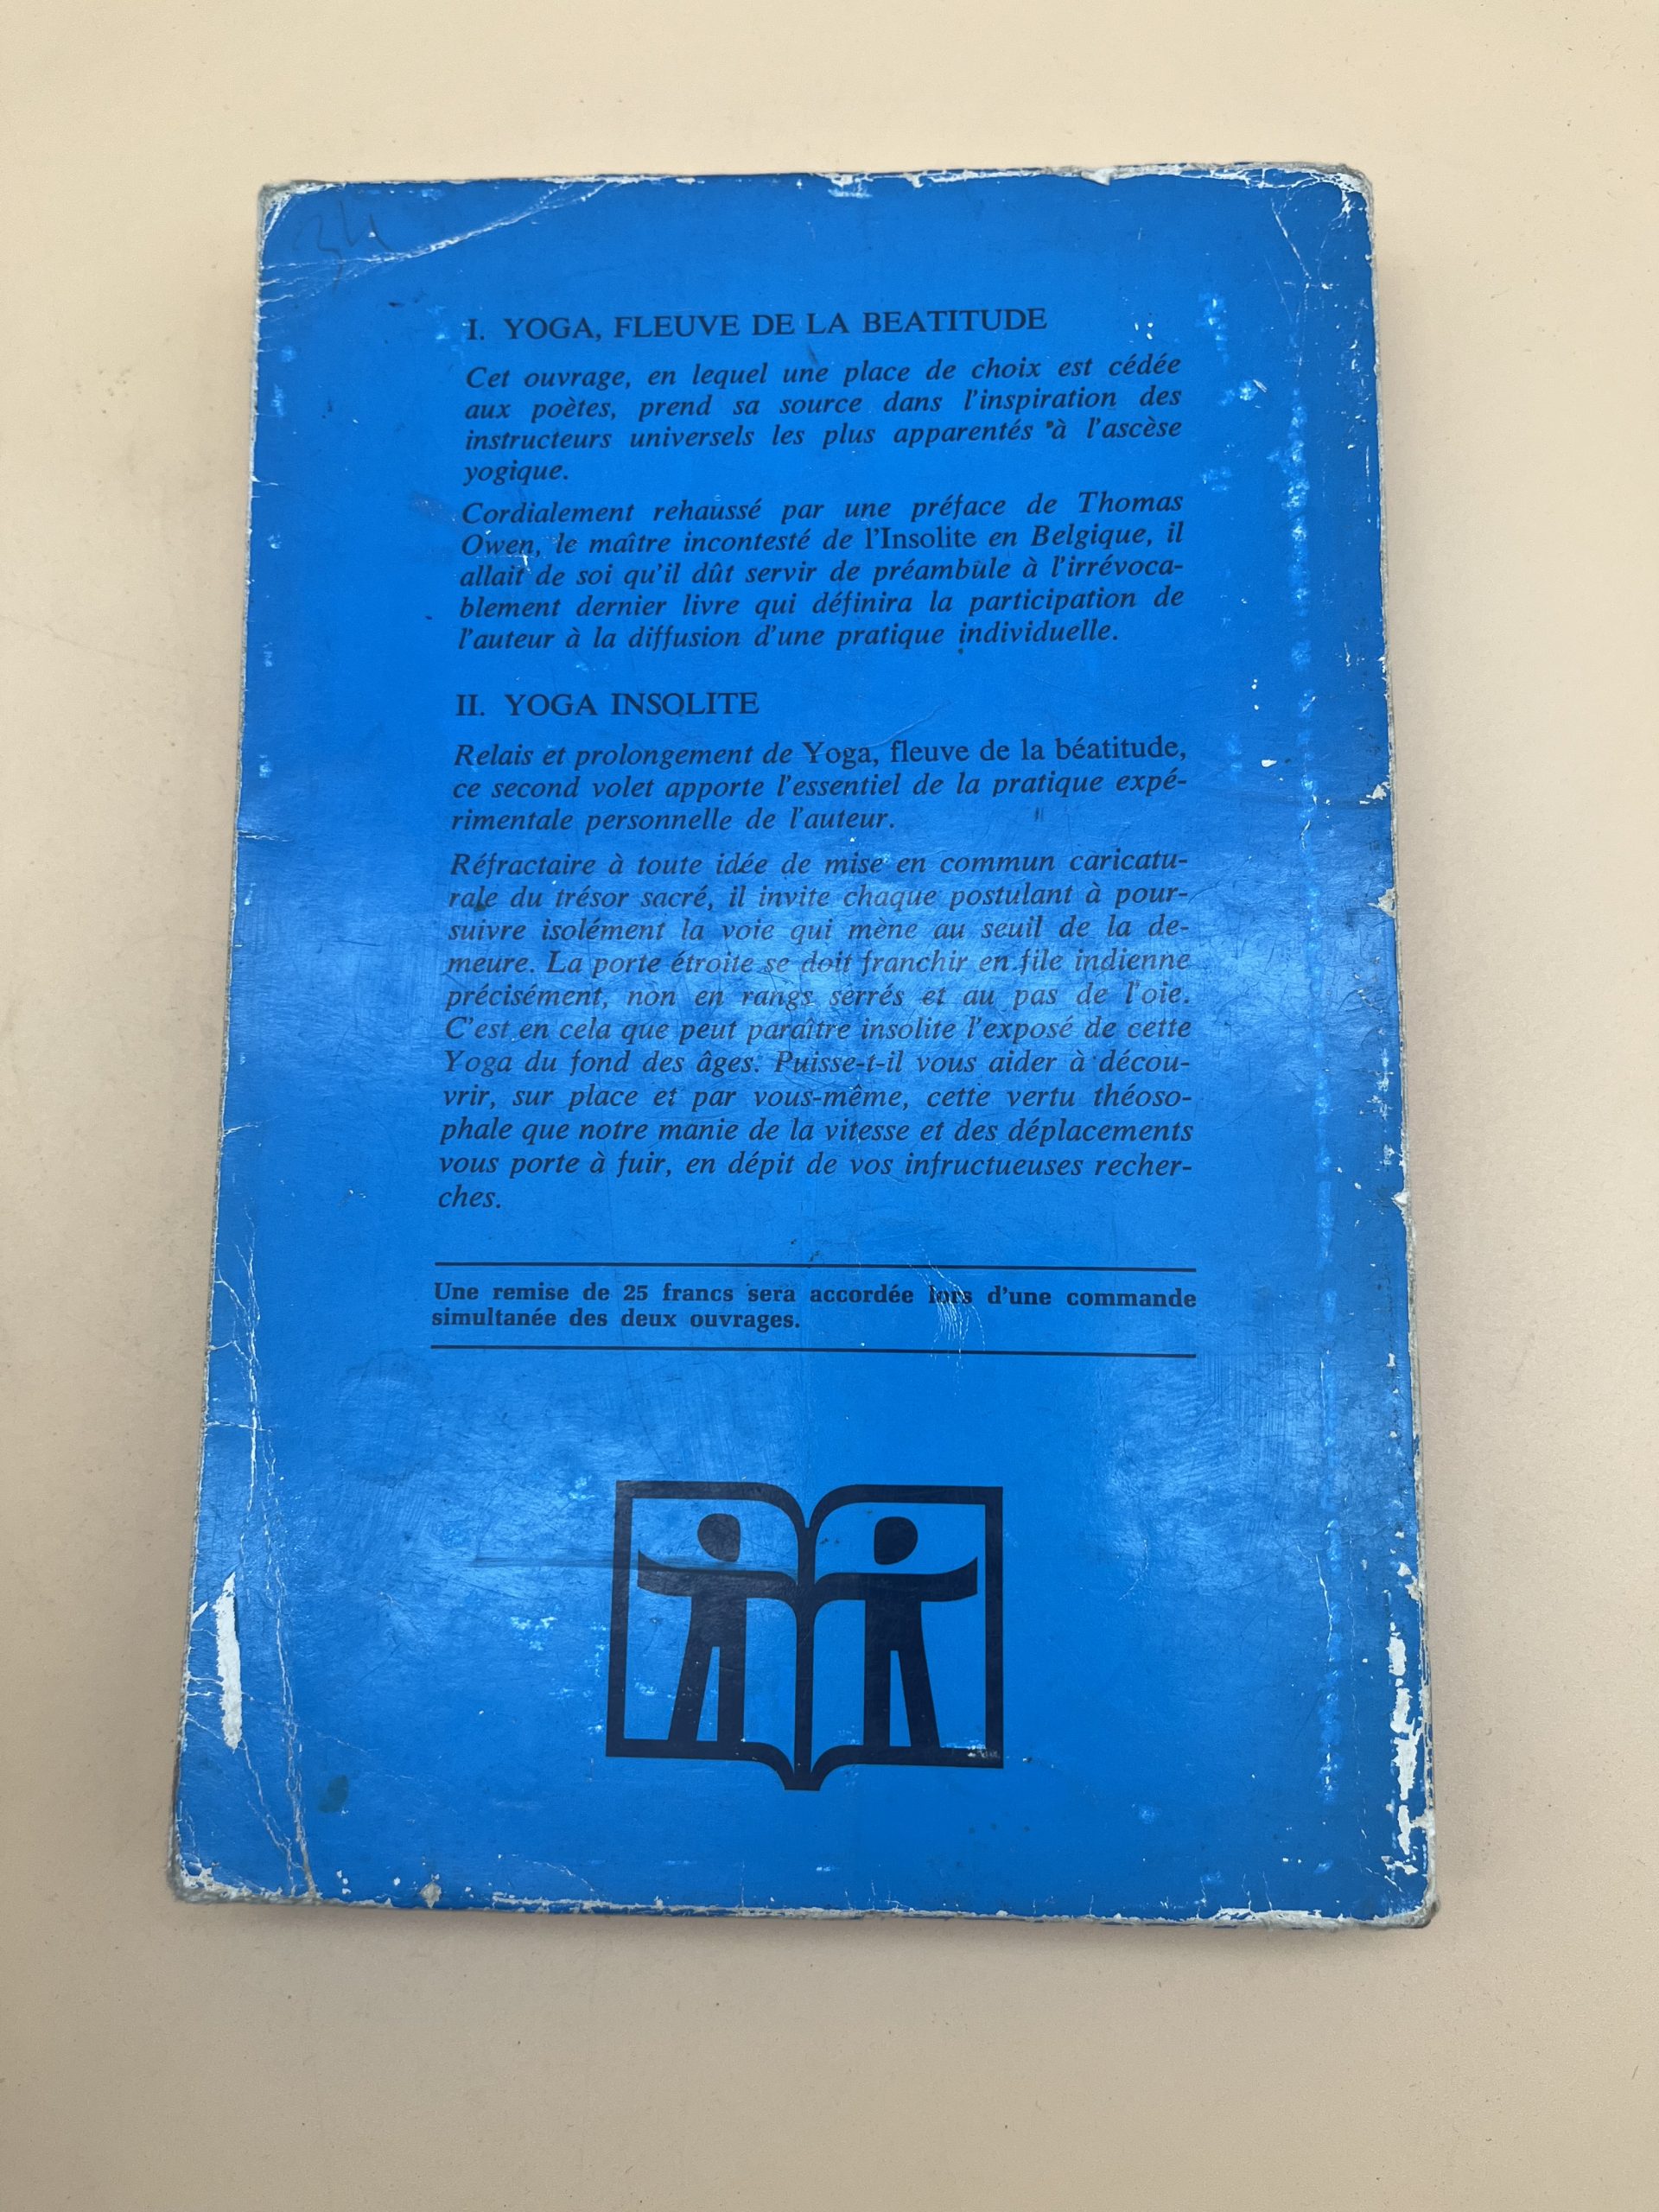 34
I. YOGA, FLEUVE DE LA BEATITUDE
Cet ouvrage, en lequel une place de choix est cédée
aux poètes, prend sa source dans l'inspiration des
instructeurs universels les plus apparentés à l'ascèse
yogique.
Cordialement rehaussé par une préface de Thomas
Owen, le maître incontesté de l'Insolite en Belgique, il
allait de soi qu'il dût servir de préambule à l'irrévoca-
blement dernier livre qui définira la participation de
l'auteur à la diffusion d'une pratique individuelle.
II. YOGA INSOLITE
Relais et prolongement de Yoga, fleuve de la béatitude,
ce second volet apporte l'essentiel de la pratique expé-
rimentale personnelle de l'auteur.
Réfractaire à toute idée de mise en commun caricatu-
rale du trésor sacré, il invite chaque postulant à pour-
suivre isolément la voie qui mène au seuil de la de-
meure. La porte étroite se doit franchir en file indienne
précisément, non en rangs serrés et au pas de l'oie.
C'est en cela que peut paraître insolite l'exposé de cette
Yoga du fond des âges. Puisse-t-il vous aider à décou-
vrir, sur place et par vous-même, cette vertu théoso-
phale que notre manie de la vitesse et des déplacements
vous porte à fuir, en dépit de vos infructueuses recher-
ches.
Une remise de 25 francs sera accordée lors d'une commande
simultanée des deux ouvrages.